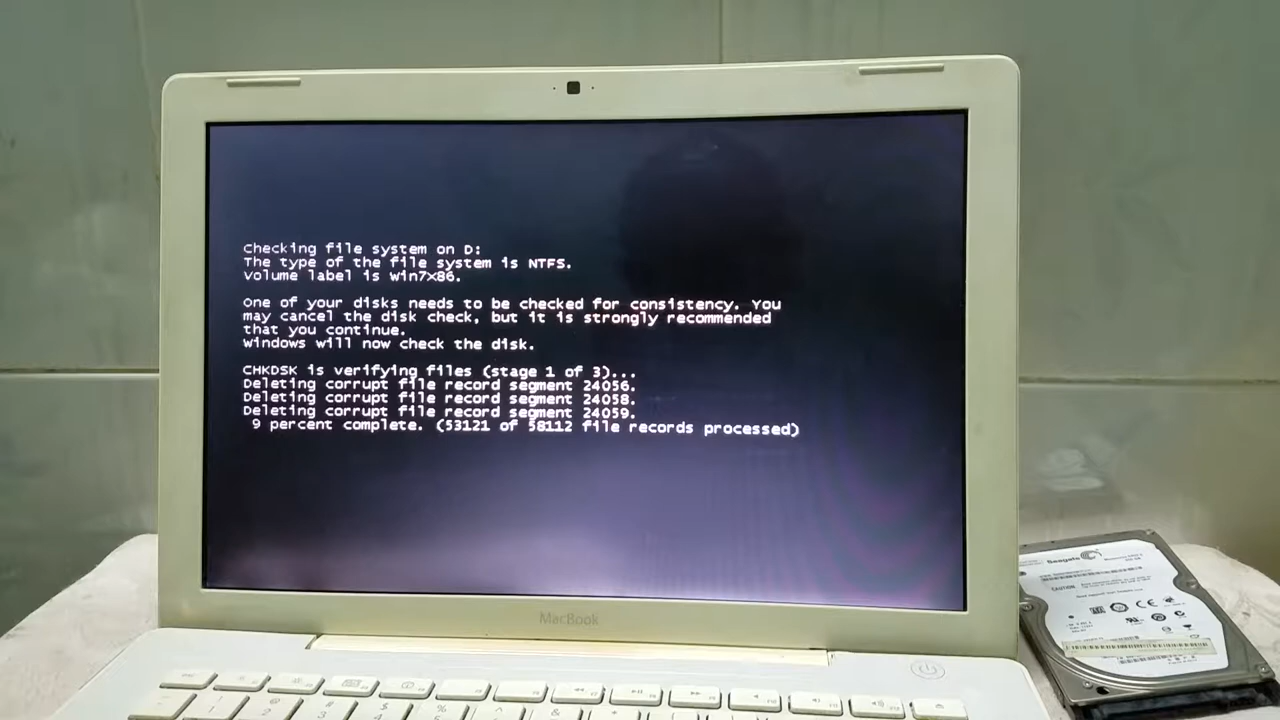 Checking file system on D:
The type of the file system is NTFS.
Volume label is win7x86.
One of your disks needs to be checked for consistency. You
may cancel the disk check, but it is strongly recommended
that you continue.
Windows will now check the disk.
CHKDSK is verifying files (stage 1 of 3)...
Deleting corrupt file record segment 24056.
Deleting corrupt file record segment 24058.
Deleting corrupt file record segment 24059.
9 percent complete. (53121 of 58112 file records processed)
MacBook
Seagate
CAUTION